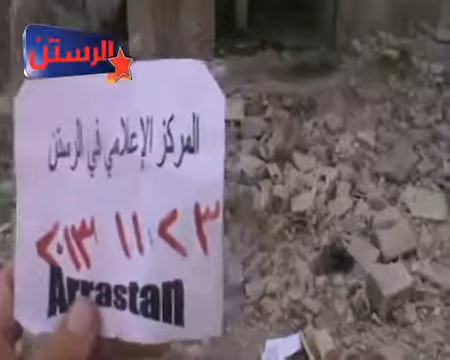 الرستن
المركز الإعلامي في الرستن
٢٣ ١١ ٢٠١٣
Arrastan